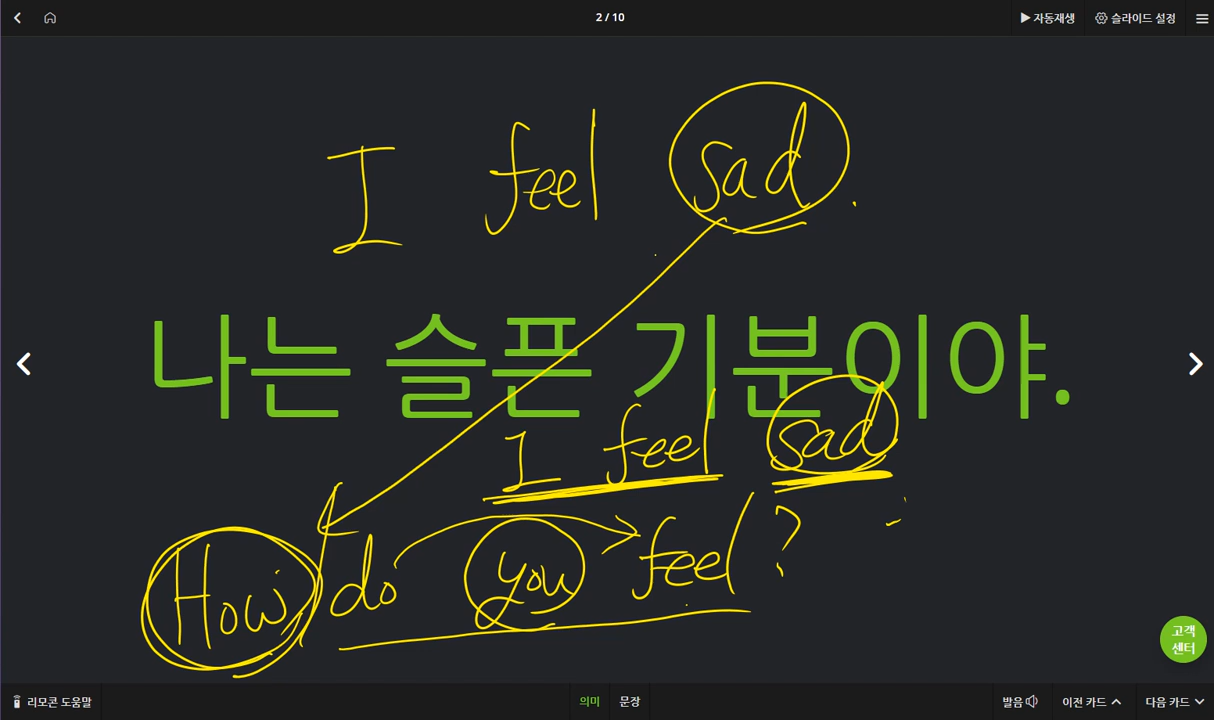 2 / 10
자동재생
슬라이드 설정
I feel sad.
나는 슬픈 기분이야.
I feel sad
How do you feel?
고객
센터
리모콘 도움말
의미
문장
발음
이전 카드
다음 카드